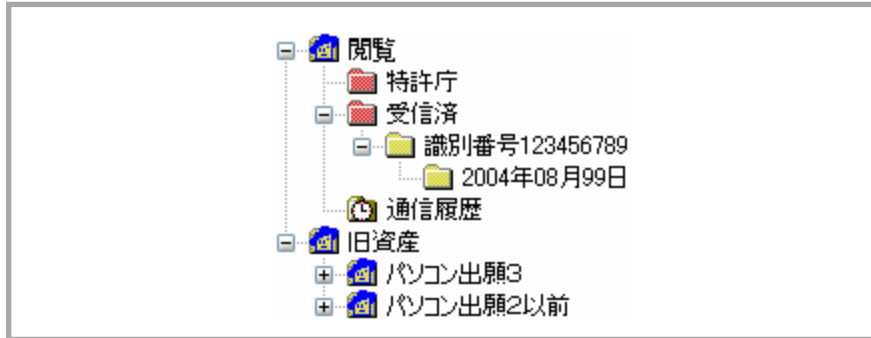 閲覧
特許庁
受信済
識別番号123456789
2004年08月99日
通信履歴
旧資産
パソコン出願3
パソコン出願2以前